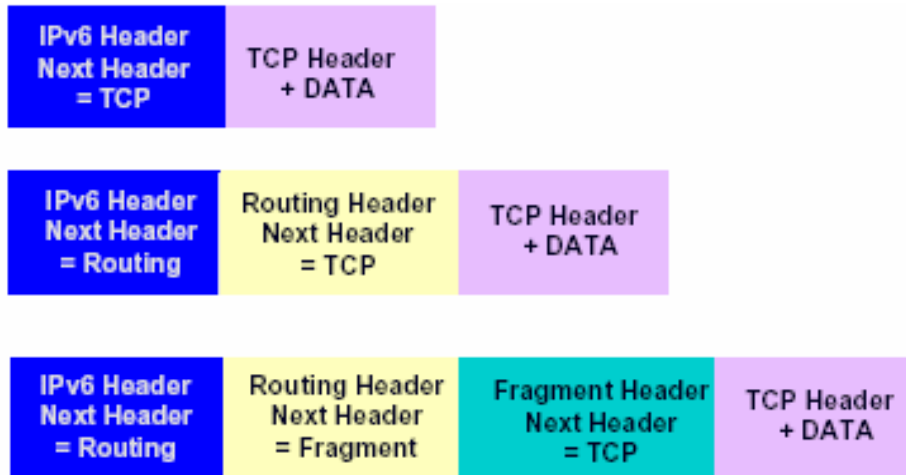 IPv6 Header
Next Header
= TCP
TCP Header
+ DATA
IPv6 Header
Next Header
= Routing
Routing Header
Next Header
= TCP
TCP Header
+ DATA
IPv6 Header
Next Header
= Routing
Routing Header
Next Header
= Fragment
Fragment Header
Next Header
= TCP
TCP Header
+ DATA